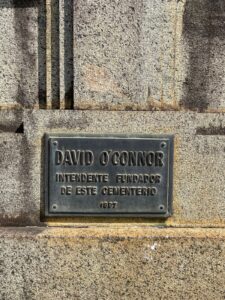 DAVID O'CONNOR
INTENDENTE FUNDADOR
DE ESTE CEMENTERIO
1897